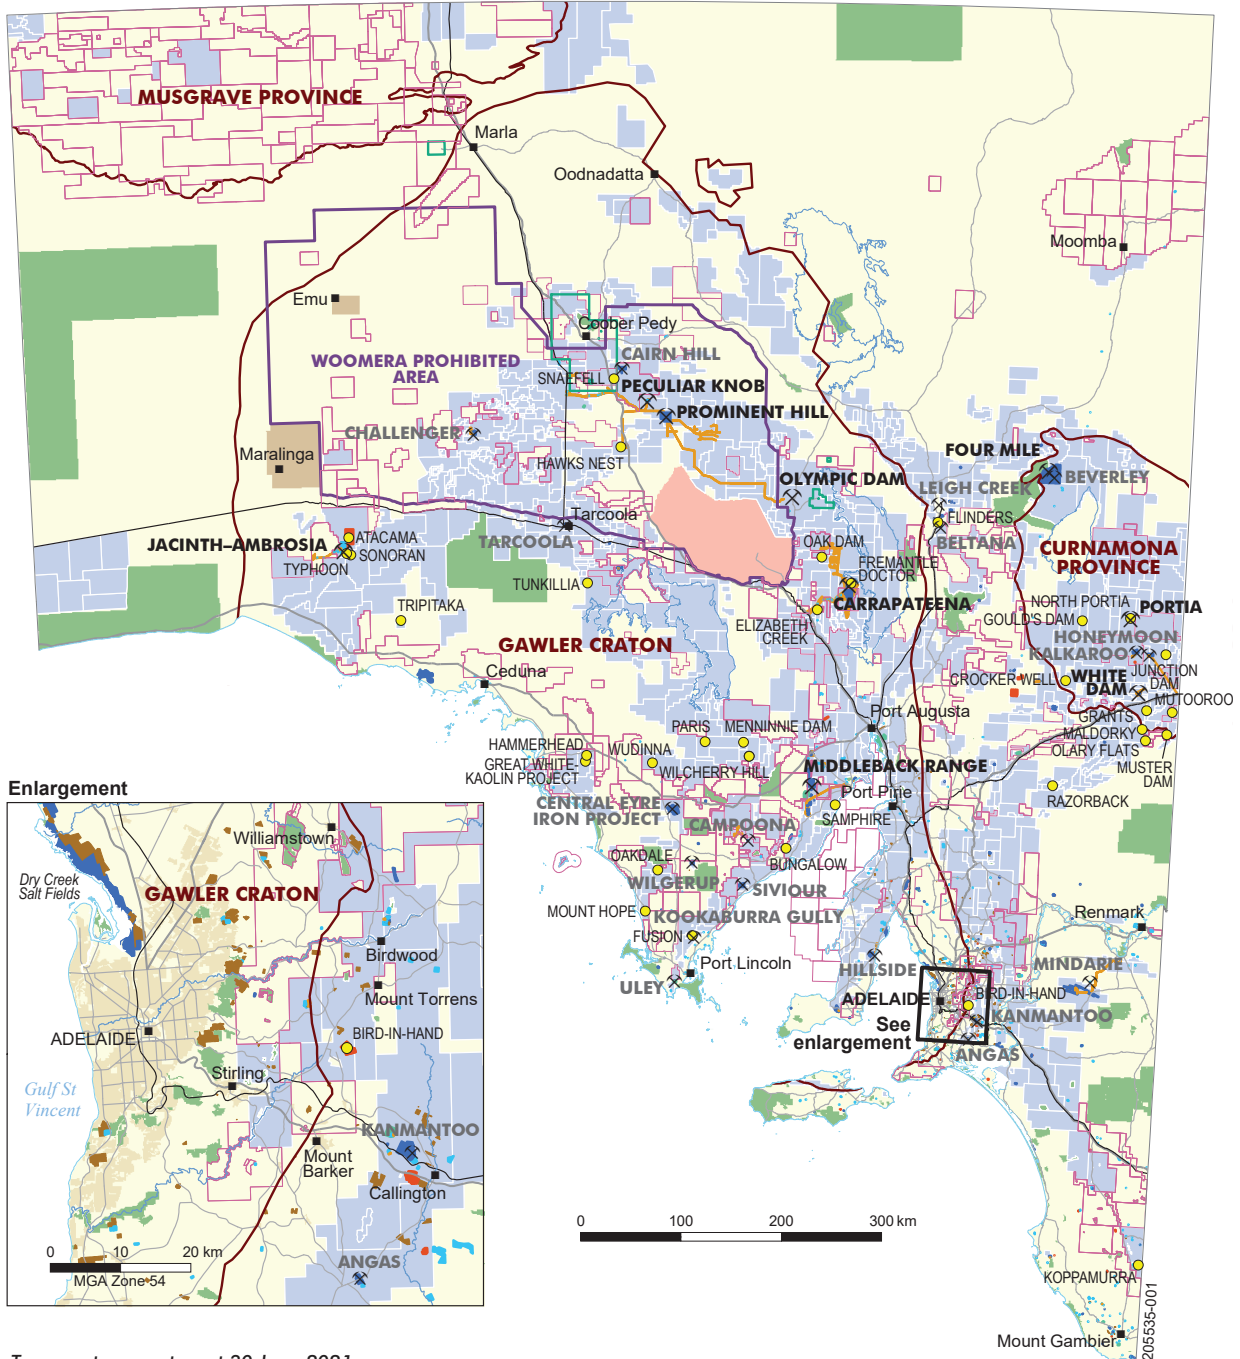 MUSGRAVE PROVINCE
Marla
Oodnadatta
Moomba
Emu
Coober Pedy
WOOMERA PROHIBITED
AREA
CAIRN HILL
SNAEFELL
PECULIAR KNOB
PROMINENT HILL
CHALLENGER
HAWKS NEST
Maralinga
FOUR MILE
BEVERLEY
OLYMPIC DAM
LEIGH CREEK
FLINDERS
BELTANA
Tarcoola
TARCOOLA
JACINTH–AMBROSIA
ATACAMA
SONORAN
TYPHOON
OAK DAM
FREMANTLE
DOCTOR
CURNAMONA
PROVINCE
TUNKILLIA
TRIPITAKA
CARRAPATEENA
ELIZABETH
CREEK
NORTH PORTIA
PORTIA
GOULD'S DAM
HONEYMOON
KALKAROO
GAWLER CRATON
Ceduna
CROCKER WELL
WHITE
DAM
JUNCTION
DAM
MUTOOROO
Port Augusta
GRANTS
MALDORKY
OLARY FLATS
MUSTER
DAM
PARIS
MENNINNIE DAM
HAMMERHEAD
WUDINNA
GREAT WHITE-
KAOLIN PROJECT
WILCHERRY HILL
MIDDLEBACK RANGE
Port Pirie
SAMPHIRE
RAZORBACK
CENTRAL EYRE
IRON PROJECT
CAMPOONA
BUNGALOW
OAKDALE
WILGERUP
SIVIOUR
MOUNT HOPE
KOOKABURRA GULLY
FUSION
Port Lincoln
ULEY
Renmark
HILLSIDE
MINDARIE
ADELAIDE
BIRD-IN-HAND
See
enlargement
KANMANTOO
ANGAS
0 100 200 300 km
KOPPAMURRA
Mount Gambier
205535-001
Enlargement
Williamstown
Dry Creek
Salt Fields
GAWLER CRATON
Birdwood
Mount Torrens
ADELAIDE
BIRD-IN-HAND
Stirling
Gulf St
Vincent
KANMANTOO
Mount
Barker
Callington
0 10 20 km
MGA Zone 54
ANGAS